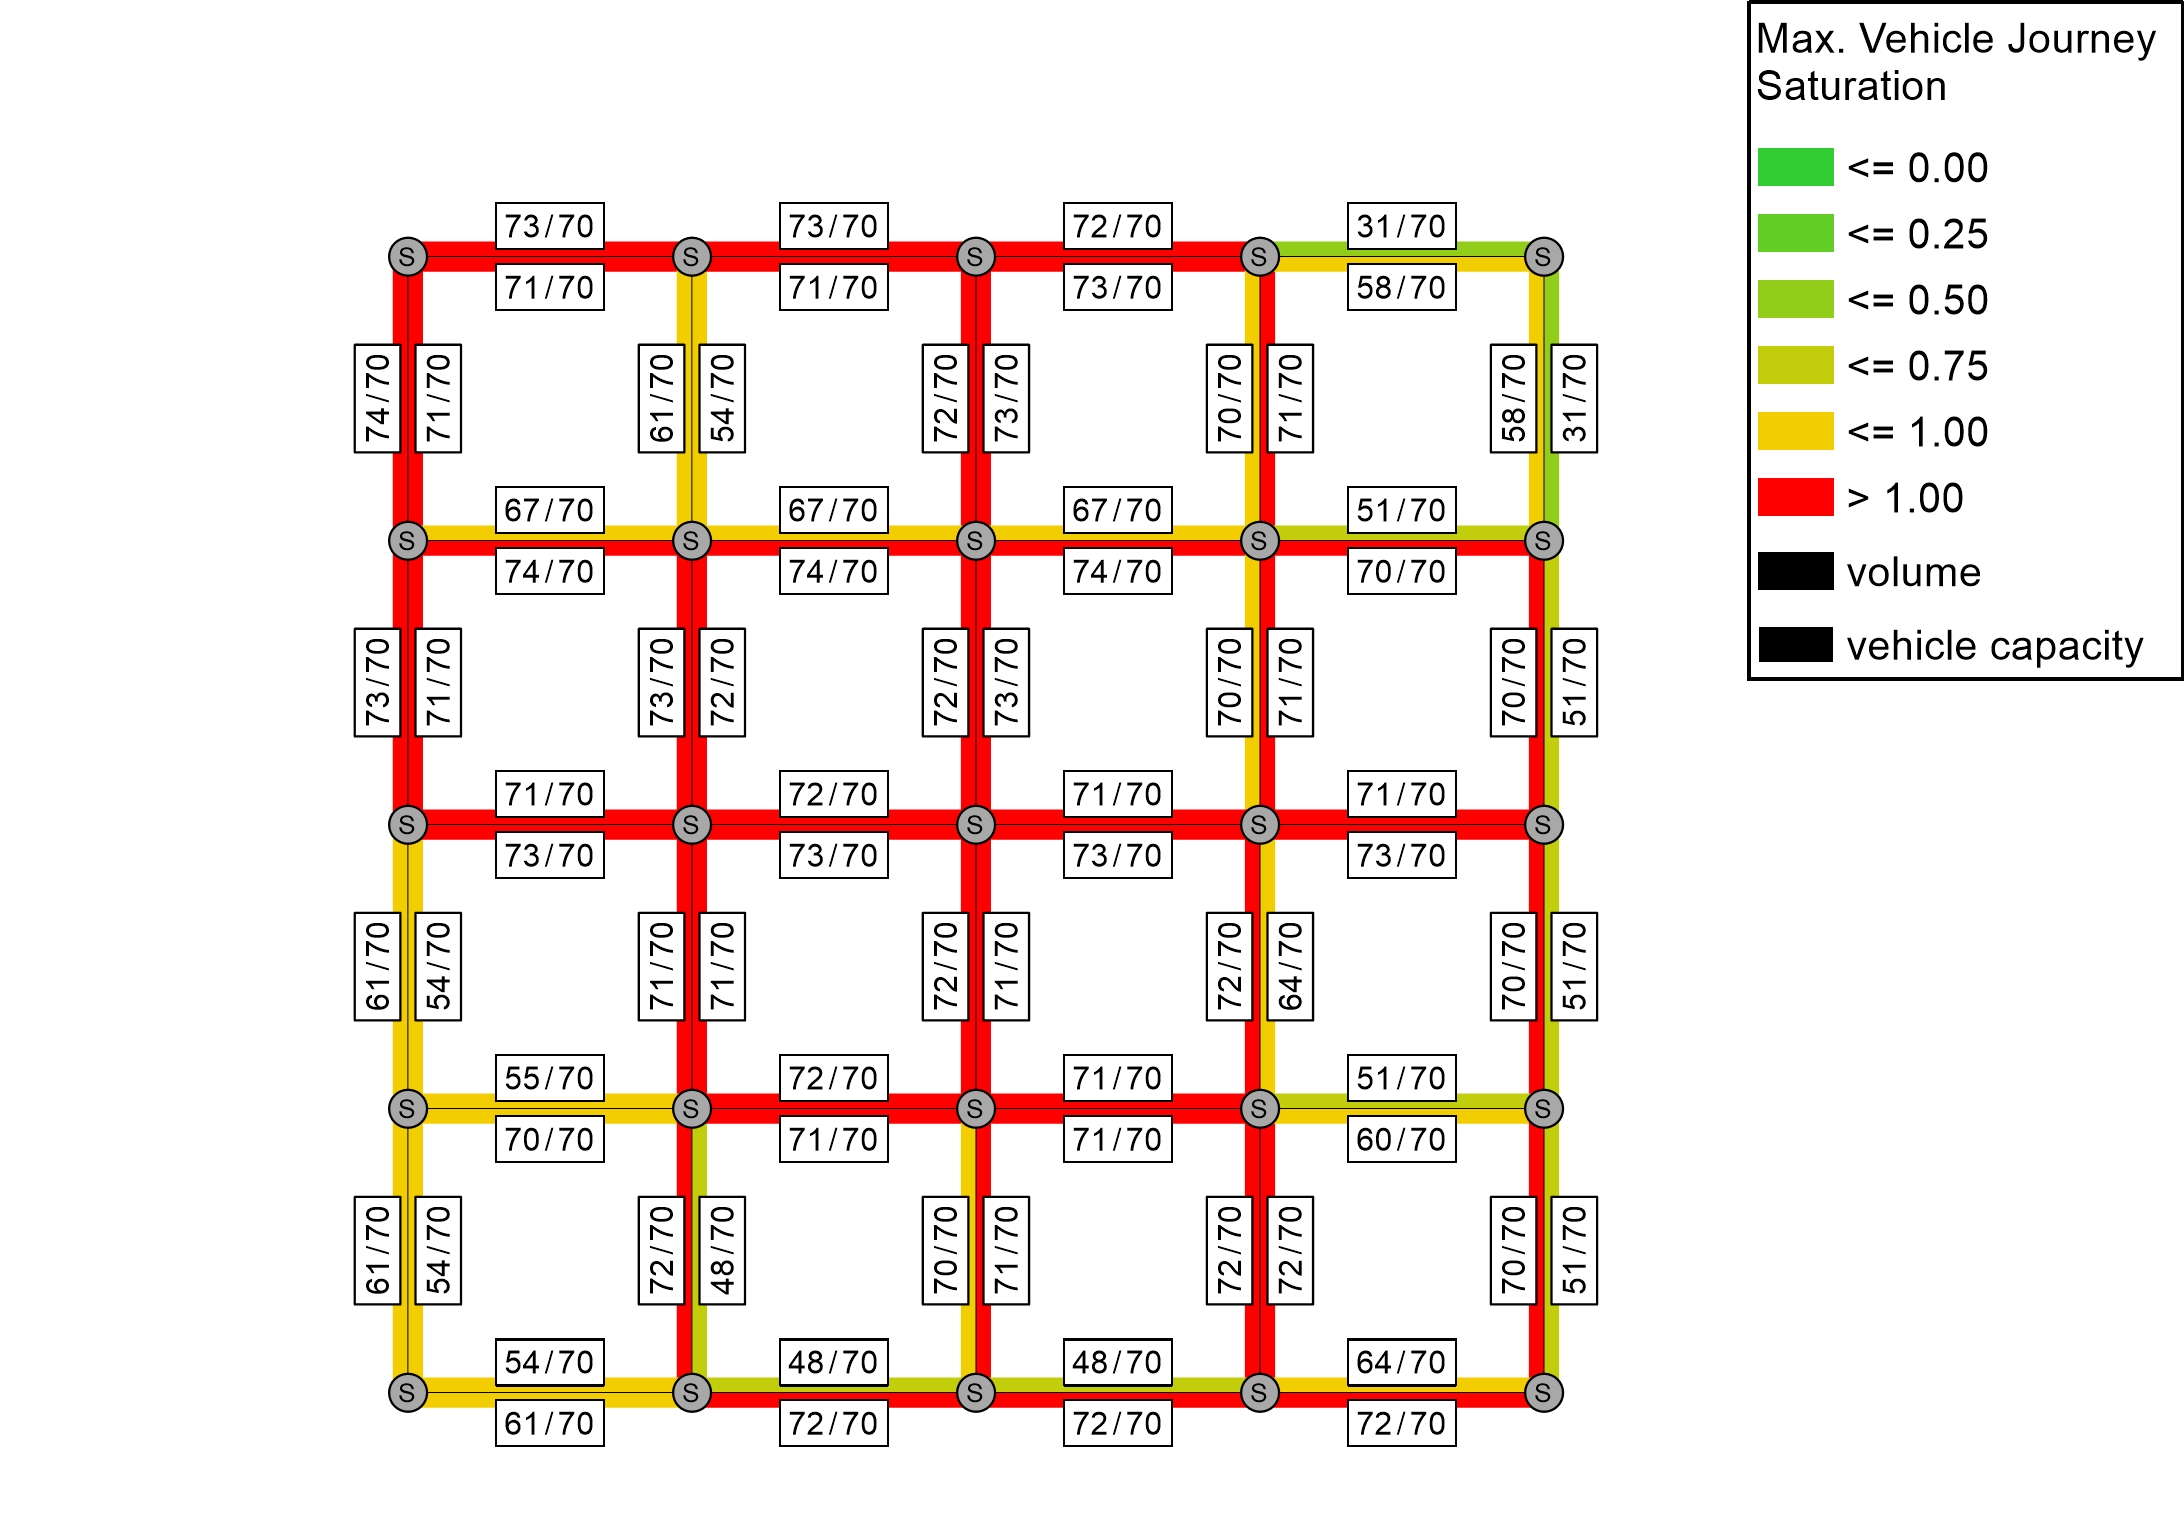 Max. Vehicle Journey
Saturation
<= 0.00
<= 0.25
<= 0.50
<= 0.75
<= 1.00
> 1.00
volume
vehicle capacity
73/70 73/70 72/70 31/70
S S S S S
71/70 71/70 73/70 58/70
74/70 71/70 61/70 54/70 72/70 73/70 70/70 71/70 58/70 31/70
67/70 67/70 67/70 51/70
S S S S S
74/70 74/70 74/70 70/70
73/70 71/70 73/70 72/70 72/70 73/70 70/70 71/70 70/70 51/70
71/70 72/70 71/70 71/70
S S S S S
73/70 73/70 73/70 73/70
61/70 54/70 71/70 71/70 72/70 71/70 72/70 64/70 70/70 51/70
55/70 72/70 71/70 51/70
S S S S S
70/70 71/70 71/70 60/70
61/70 54/70 72/70 48/70 70/70 71/70 72/70 72/70 70/70 51/70
54/70 48/70 48/70 64/70
S S S S S
61/70 72/70 72/70 72/70